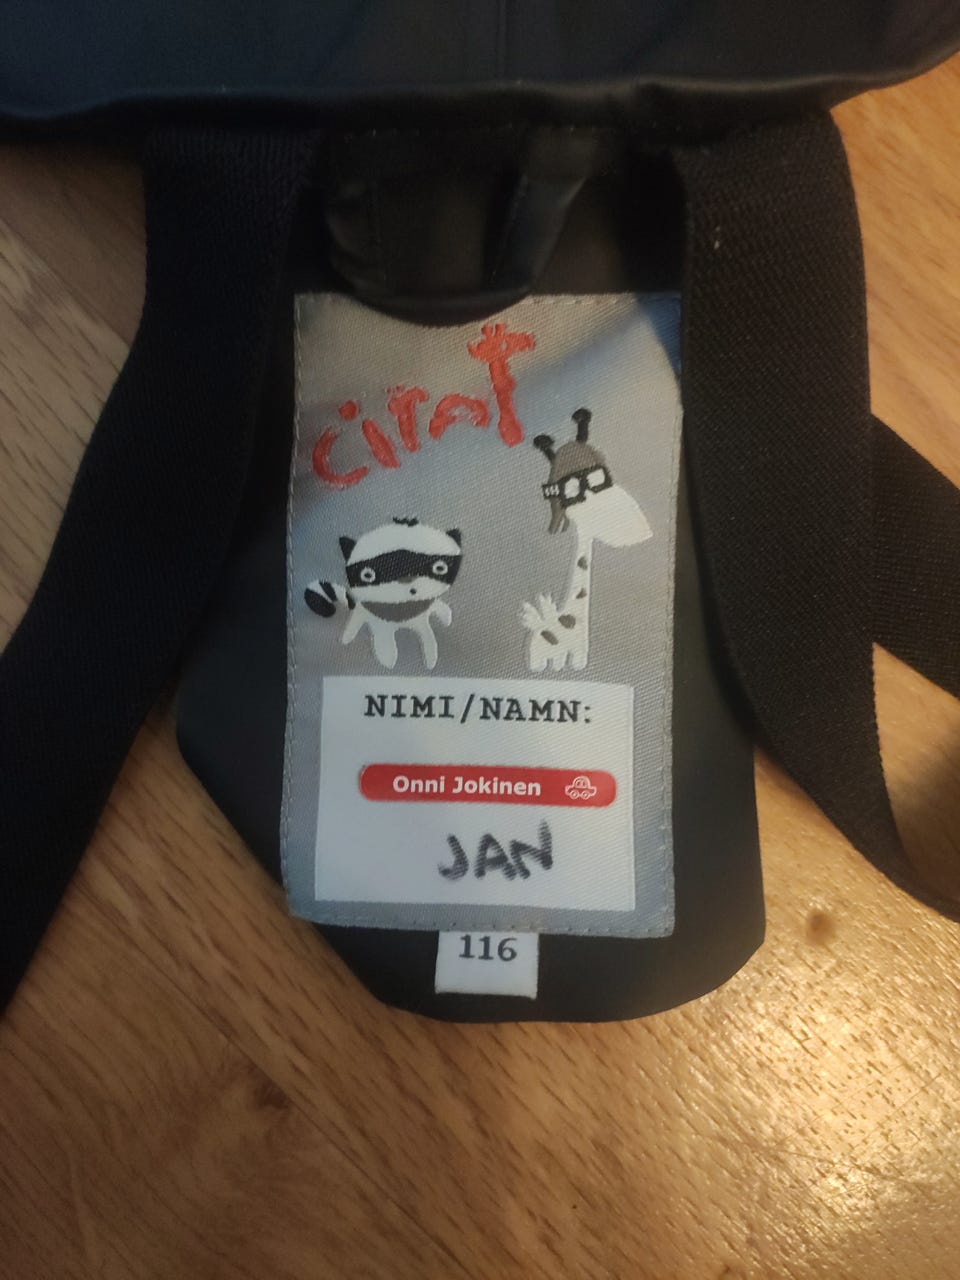 ciraf
NIMI/NAMN:
Onni Jokinen
JAN
116